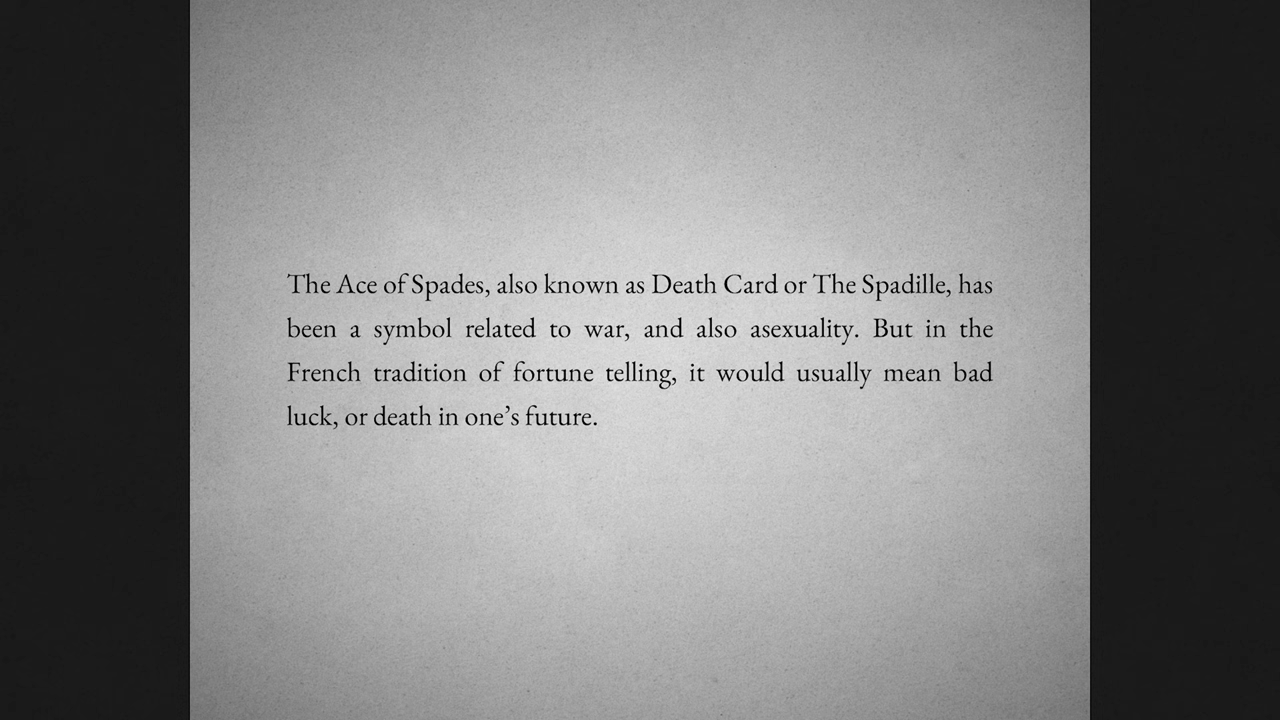 The Ace of Spades, also known as Death Card or The Spadille, has
been a symbol related to war, and also asexuality. But in the
French tradition of fortune telling, it would usually mean bad
luck, or death in one’s future.